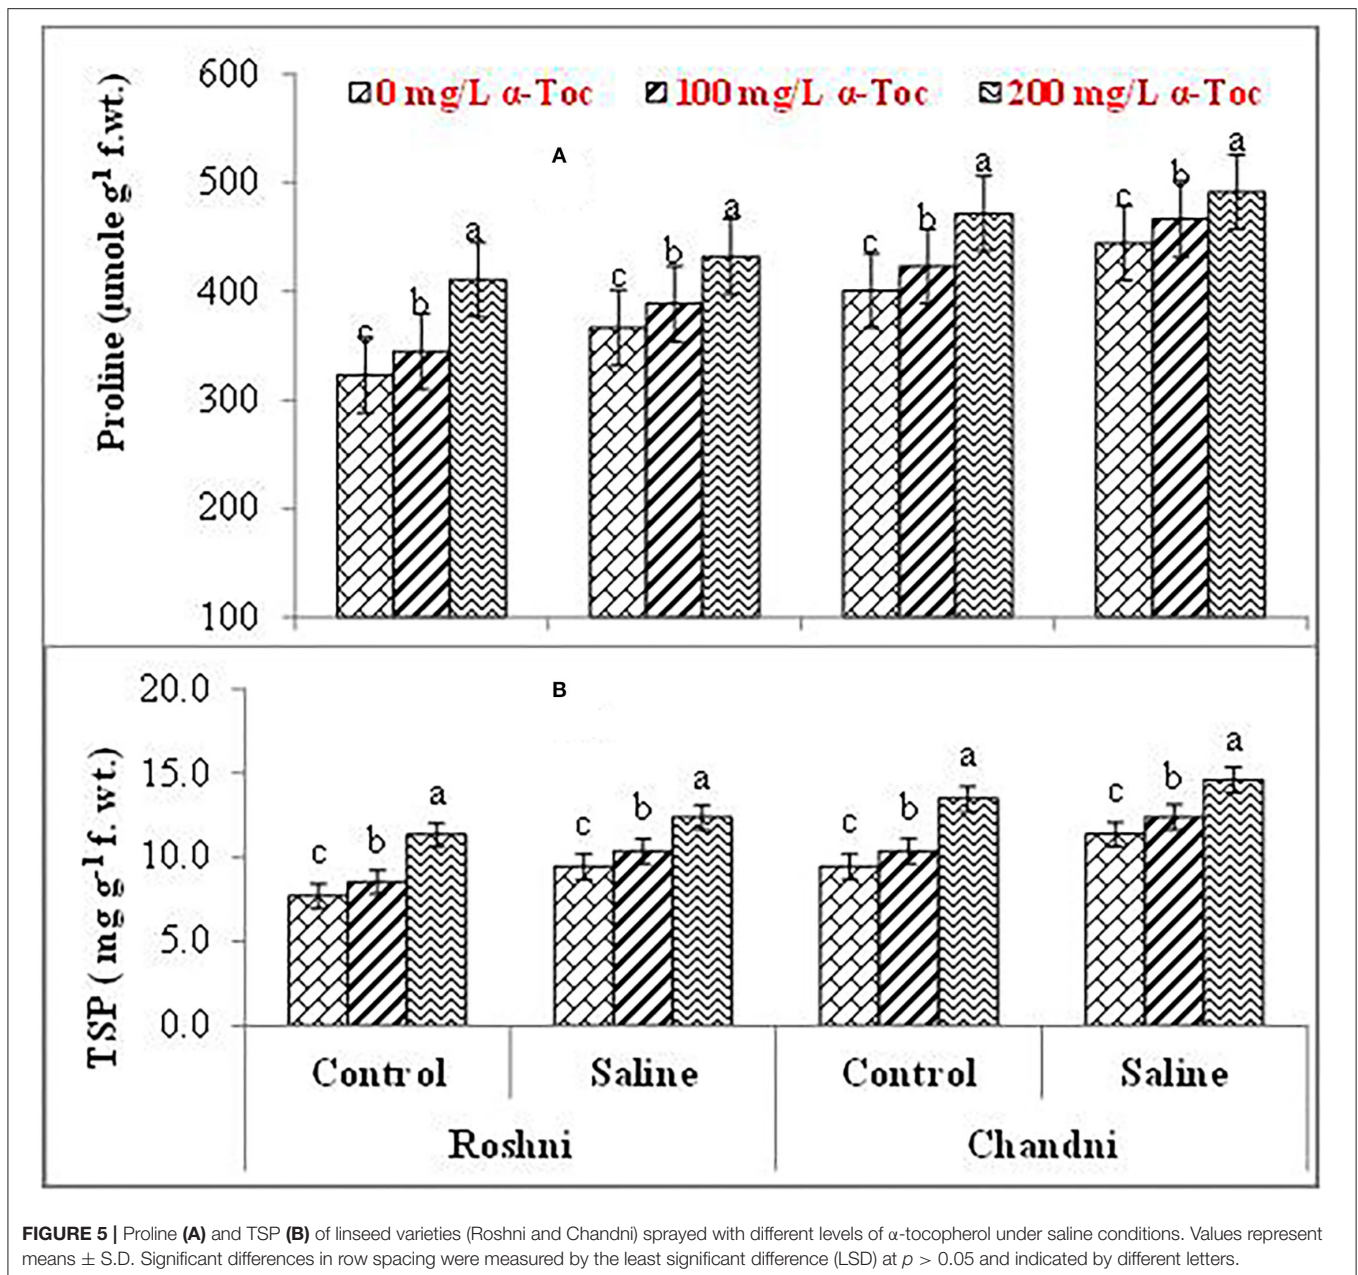 600
0 mg/L α-Toc 100 mg/L α-Toc 200 mg/L α-Toc
A
500
400
300
200
100
Proline (µmole g¹ f.wt.)
c b a c b a c b a c b a
20.0
B
15.0
10.0
5.0
0.0
TSP ( mg g⁻¹ f. wt.)
c b a c b a c b a c b a
Control Saline Control Saline
Roshni Chandni
FIGURE 5 | Proline (A) and TSP (B) of linseed varieties (Roshni and Chandni) sprayed with different levels of α-tocopherol under saline conditions. Values represent
means ± S.D. Significant differences in row spacing were measured by the least significant difference (LSD) at p > 0.05 and indicated by different letters.